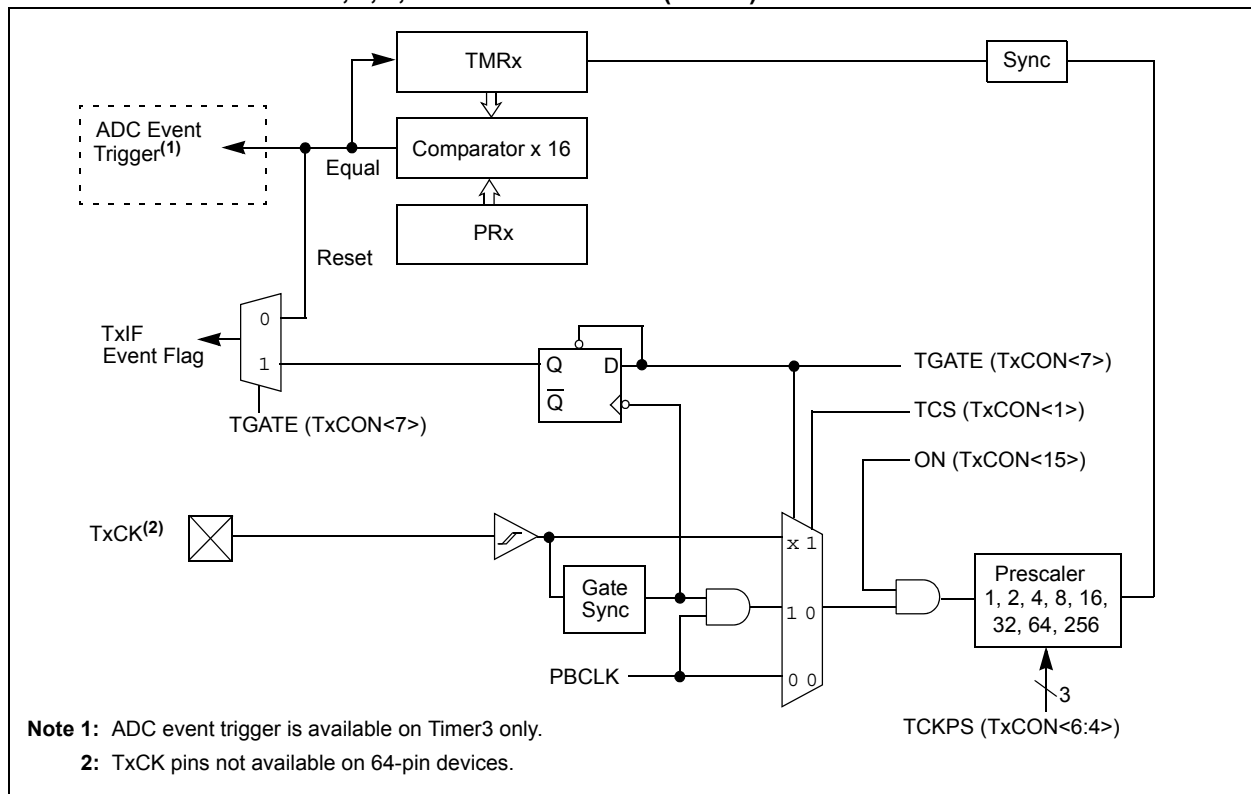 TMRx
Sync
ADC Event
Trigger(1)
Equal
Comparator x 16
PRx
Reset
0
1
TxIF
Event Flag
TGATE (TxCON<7>)
Q D
Q̅
TGATE (TxCON<7>)
TCS (TxCON<1>)
ON (TxCON<15>)
TxCK(2)
x 1
Gate
Sync
1 0
PBCLK
0 0
Prescaler
1, 2, 4, 8, 16,
32, 64, 256
3
TCKPS (TxCON<6:4>)
Note 1: ADC event trigger is available on Timer3 only.
2: TxCK pins not available on 64-pin devices.